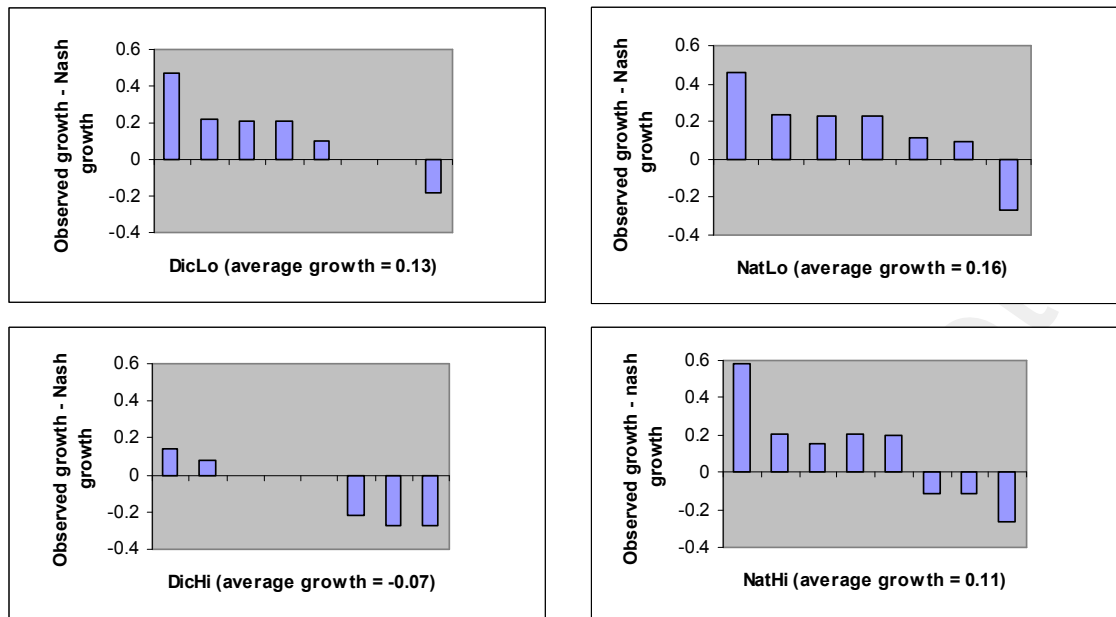 Observed growth - Nash
growth
0.6
0.4
0.2
0
-0.2
-0.4
DicLo (average growth = 0.13)
Observed growth - Nash
growth
0.6
0.4
0.2
0
-0.2
-0.4
NatLo (average growth = 0.16)
Observed growth - Nash
growth
0.6
0.4
0.2
0
-0.2
-0.4
DicHi (average growth = -0.07)
Observed growth - nash
growth
0.6
0.4
0.2
0
-0.2
-0.4
NatHi (average growth = 0.11)